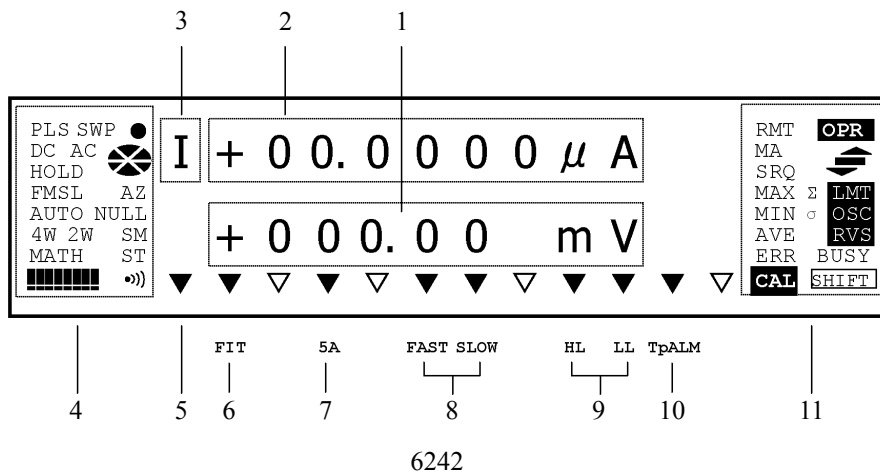 3 2 1
PLS SWP
DC AC
HOLD
FMSL AZ
AUTO NULL
4W 2W SM
MATH ST
I
+ 0 0. 0 0 0 0 μ A
+ 0 0 0. 0 0 m V
RMT OPR
MA
SRQ
MAX Σ LMT
MIN σ OSC
AVE RVS
ERR BUSY
CAL SHIFT
FIT 5A FAST SLOW HL LL TpALM
4 5 6 7 8 9 10 11
6242